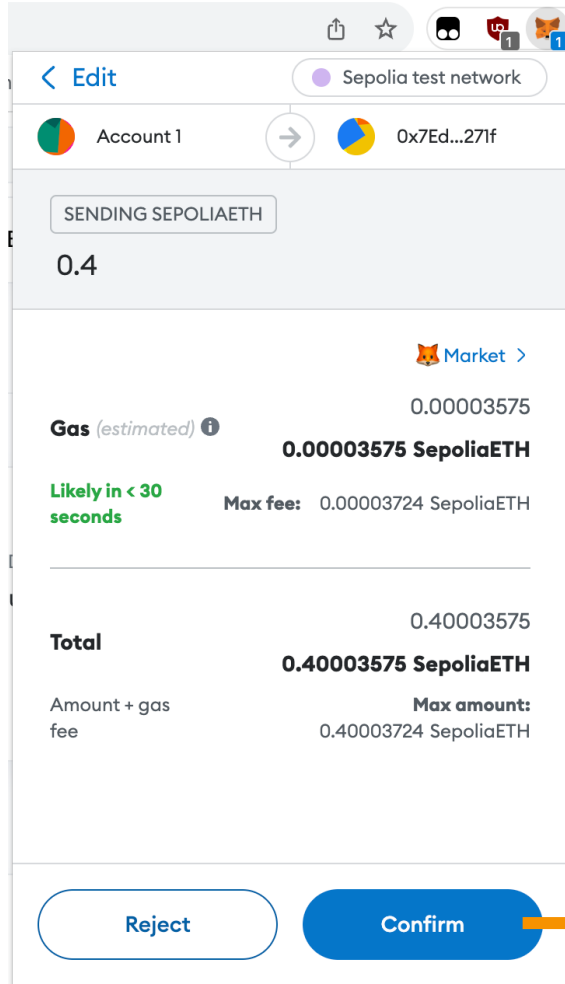 1
1
Edit
Sepolia test network
Account 1
0x7Ed...271f
SENDING SEPOLIAETH
0.4
Market
0.00003575
Gas (estimated)
0.00003575 SepoliaETH
Likely in < 30
seconds
Max fee: 0.00003724 SepoliaETH
0.40003575
Total
0.40003575 SepoliaETH
Amount + gas
fee
Max amount:
0.40003724 SepoliaETH
Reject
Confirm